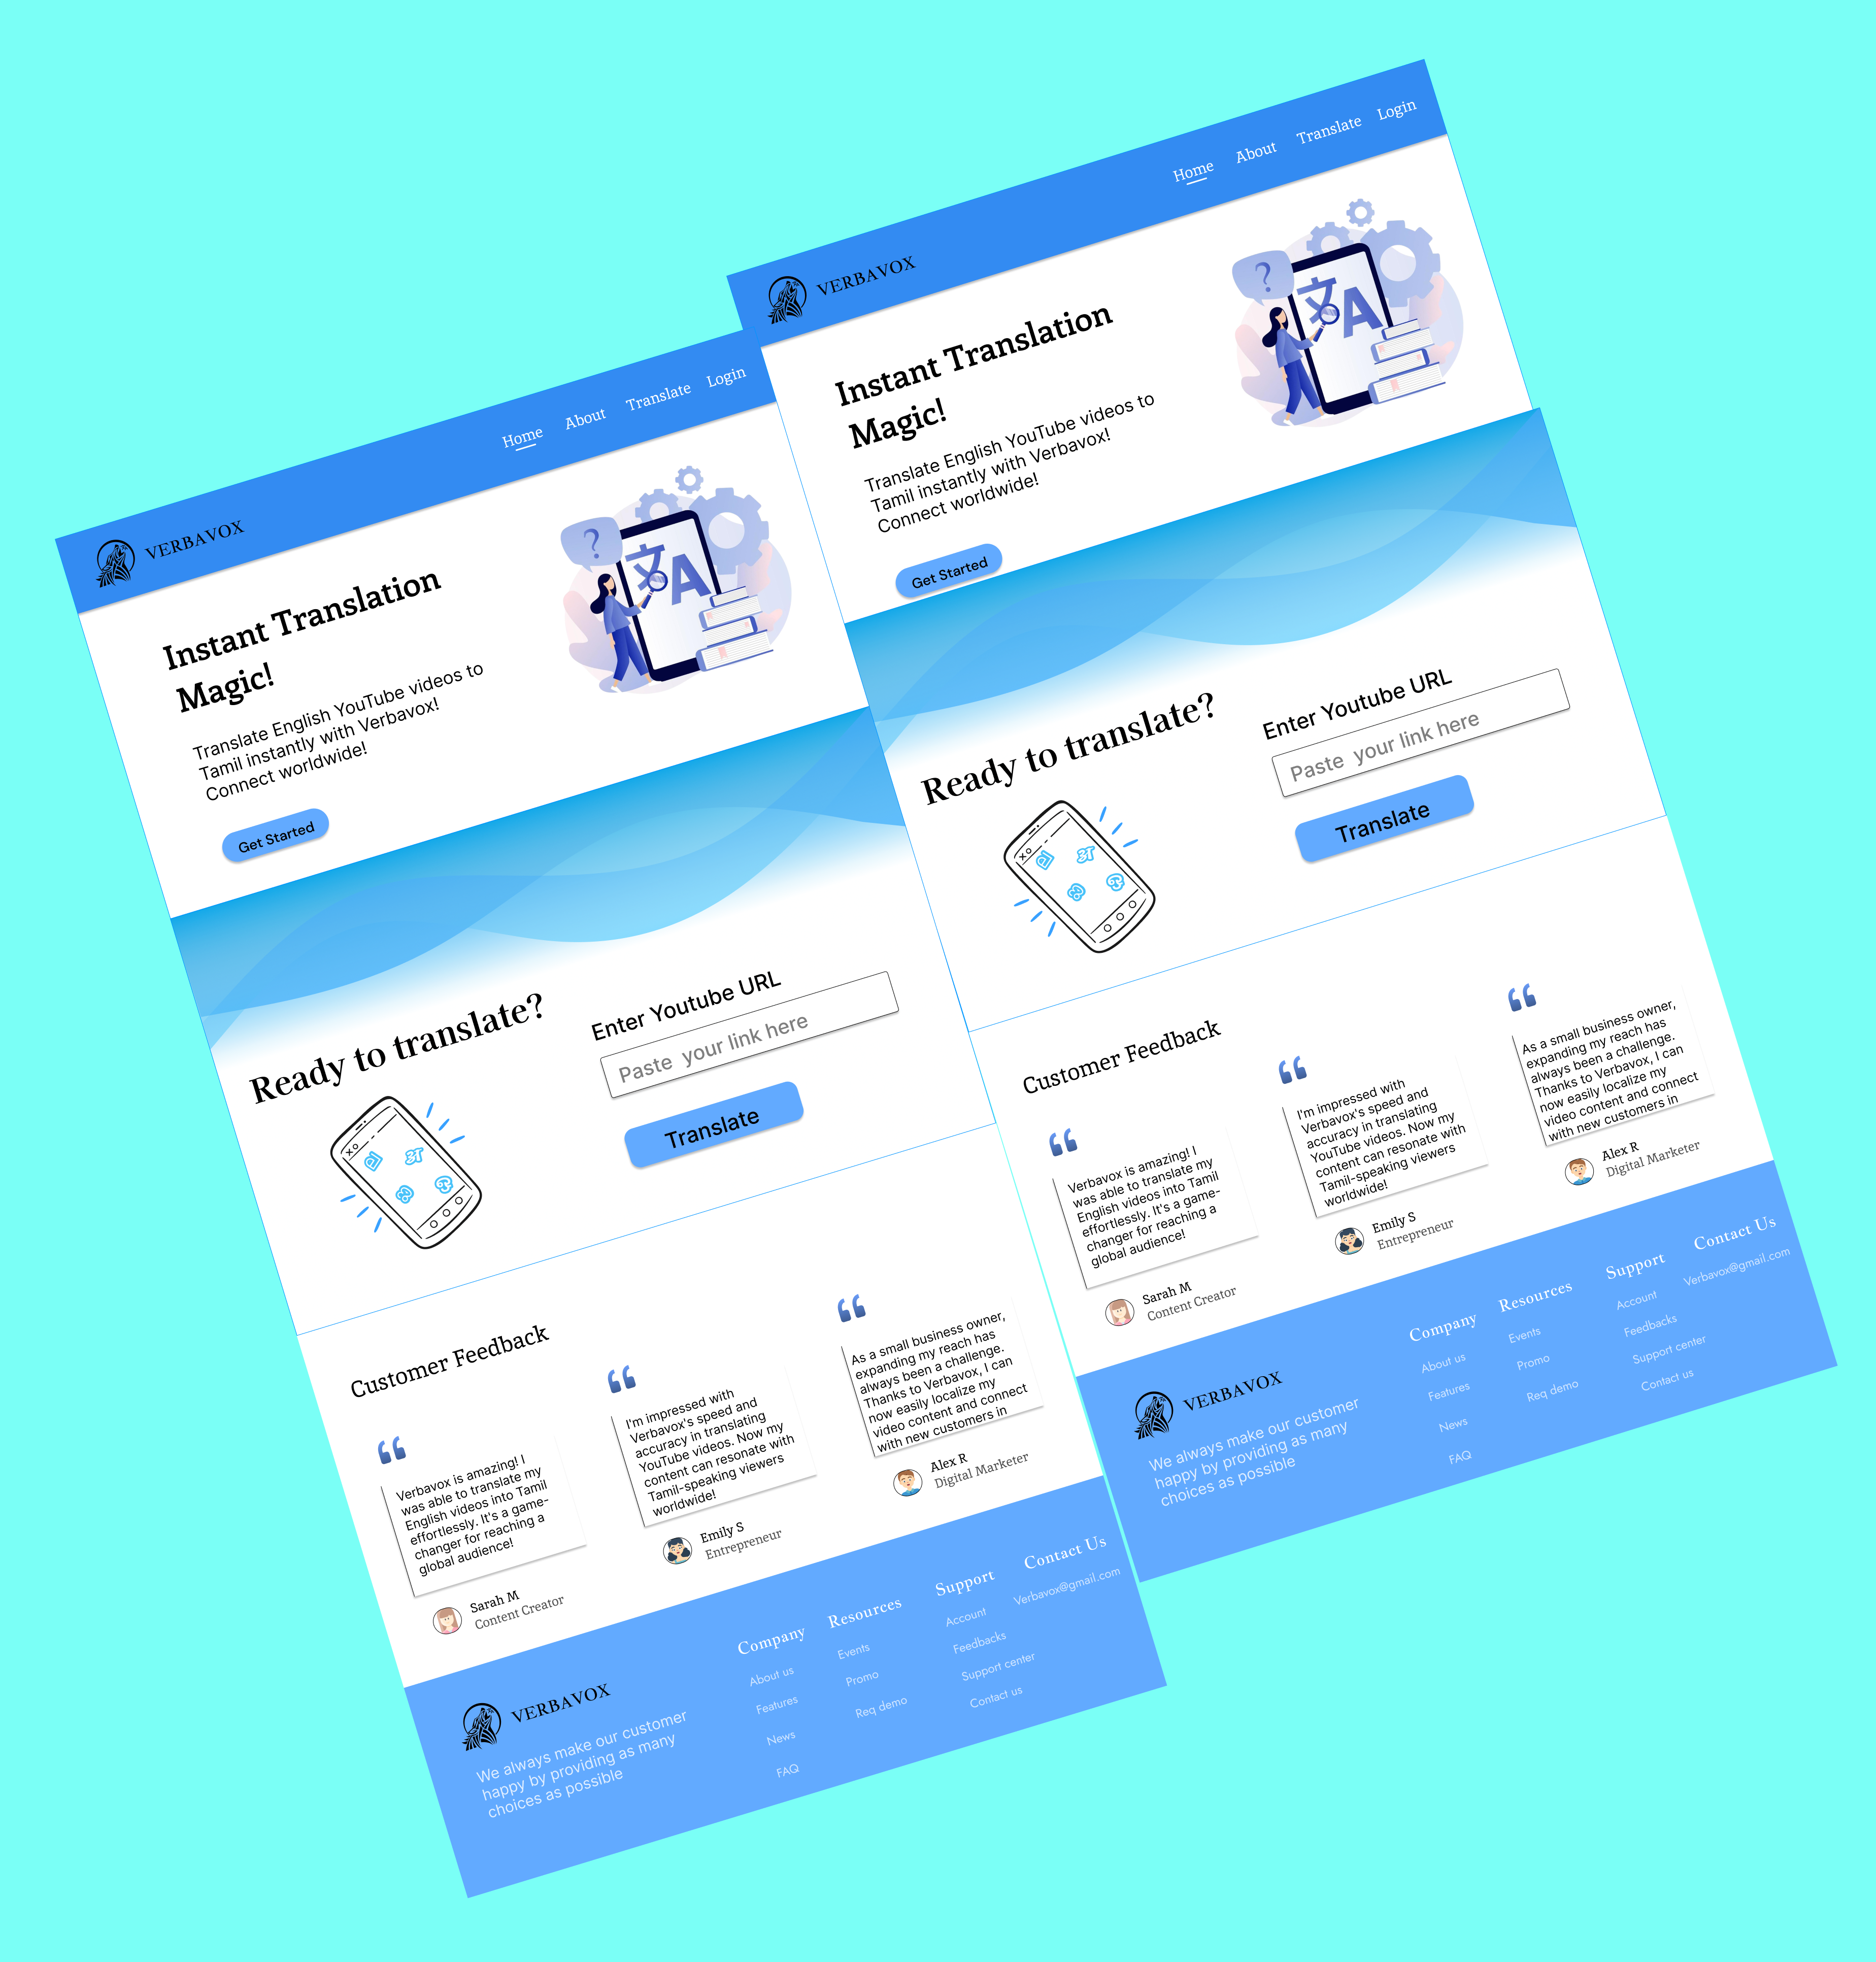 VERBAVOX
Home
About
Translate
Login
Instant Translation
Magic!
Translate English YouTube videos to
Tamil instantly with Verbavox!
Connect worldwide!
Get Started
?
文A
Ready to translate?
Enter Youtube URL
Paste your link here
Translate
Customer Feedback
Verbavox is amazing! I
was able to translate my
English videos into Tamil
effortlessly. It's a game-
changer for reaching a
global audience!
Sarah M
Content Creator
I'm impressed with
Verbavox's speed and
accuracy in translating
YouTube videos. Now my
content can resonate with
Tamil-speaking viewers
worldwide!
Emily S
Entrepreneur
As a small business owner,
expanding my reach has
always been a challenge.
Thanks to Verbavox, I can
now easily localize my
video content and connect
with new customers in
Alex R
Digital Marketer
VERBAVOX
We always make our customer
happy by providing as many
choices as possible
Company
About us
Features
News
FAQ
Resources
Events
Promo
Req demo
Support
Account
Feedbacks
Support center
Contact us
Contact Us
Verbavox@gmail.com
VERBAVOX
Home
About
Translate
Login
Instant Translation
Magic!
Translate English YouTube videos to
Tamil instantly with Verbavox!
Connect worldwide!
Get Started
?
文A
Ready to translate?
Enter Youtube URL
Paste your link here
Translate
Customer Feedback
Verbavox is amazing! I
was able to translate my
English videos into Tamil
effortlessly. It's a game-
changer for reaching a
global audience!
Sarah M
Content Creator
I'm impressed with
Verbavox's speed and
accuracy in translating
YouTube videos. Now my
content can resonate with
Tamil-speaking viewers
worldwide!
Emily S
Entrepreneur
As a small business owner,
expanding my reach has
always been a challenge.
Thanks to Verbavox, I can
now easily localize my
video content and connect
with new customers in
Alex R
Digital Marketer
VERBAVOX
We always make our customer
happy by providing as many
choices as possible
Company
About us
Features
News
FAQ
Resources
Events
Promo
Req demo
Support
Account
Feedbacks
Support center
Contact us
Contact Us
Verbavox@gmail.com